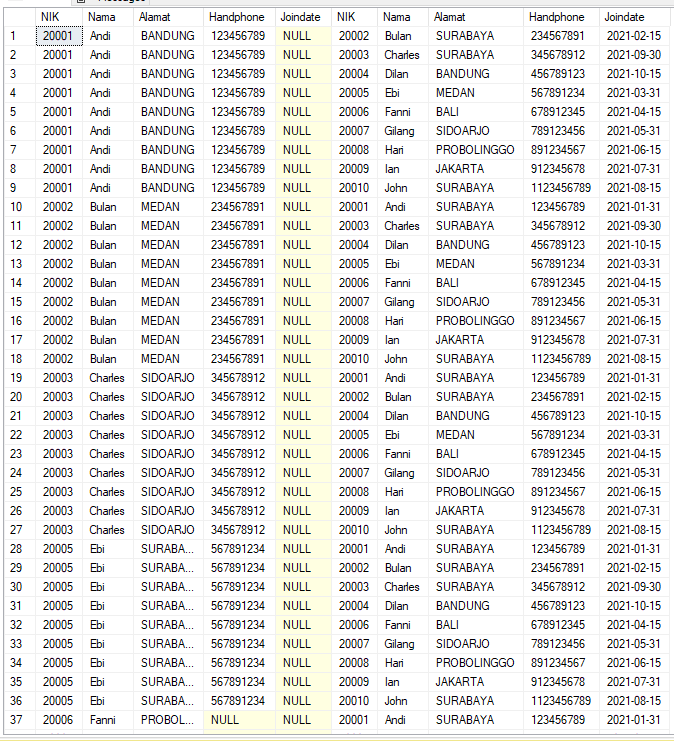 NIK Nama Alamat Handphone Joindate NIK Nama Alamat Handphone Joindate
1 20001 Andi BANDUNG 123456789 NULL 20002 Bulan SURABAYA 234567891 2021-02-15
2 20001 Andi BANDUNG 123456789 NULL 20003 Charles SURABAYA 345678912 2021-09-30
3 20001 Andi BANDUNG 123456789 NULL 20004 Dilan BANDUNG 456789123 2021-10-15
4 20001 Andi BANDUNG 123456789 NULL 20005 Ebi MEDAN 567891234 2021-03-31
5 20001 Andi BANDUNG 123456789 NULL 20006 Fanni BALI 678912345 2021-04-15
6 20001 Andi BANDUNG 123456789 NULL 20007 Gilang SIDOARJO 789123456 2021-05-31
7 20001 Andi BANDUNG 123456789 NULL 20008 Hari PROBOLINGGO 891234567 2021-06-15
8 20001 Andi BANDUNG 123456789 NULL 20009 Ian JAKARTA 912345678 2021-07-31
9 20001 Andi BANDUNG 123456789 NULL 20010 John SURABAYA 1123456789 2021-08-15
10 20002 Bulan MEDAN 234567891 NULL 20001 Andi SURABAYA 123456789 2021-01-31
11 20002 Bulan MEDAN 234567891 NULL 20003 Charles SURABAYA 345678912 2021-09-30
12 20002 Bulan MEDAN 234567891 NULL 20004 Dilan BANDUNG 456789123 2021-10-15
13 20002 Bulan MEDAN 234567891 NULL 20005 Ebi MEDAN 567891234 2021-03-31
14 20002 Bulan MEDAN 234567891 NULL 20006 Fanni BALI 678912345 2021-04-15
15 20002 Bulan MEDAN 234567891 NULL 20007 Gilang SIDOARJO 789123456 2021-05-31
16 20002 Bulan MEDAN 234567891 NULL 20008 Hari PROBOLINGGO 891234567 2021-06-15
17 20002 Bulan MEDAN 234567891 NULL 20009 Ian JAKARTA 912345678 2021-07-31
18 20002 Bulan MEDAN 234567891 NULL 20010 John SURABAYA 1123456789 2021-08-15
19 20003 Charles SIDOARJO 345678912 NULL 20001 Andi SURABAYA 123456789 2021-01-31
20 20003 Charles SIDOARJO 345678912 NULL 20002 Bulan SURABAYA 234567891 2021-02-15
21 20003 Charles SIDOARJO 345678912 NULL 20004 Dilan BANDUNG 456789123 2021-10-15
22 20003 Charles SIDOARJO 345678912 NULL 20005 Ebi MEDAN 567891234 2021-03-31
23 20003 Charles SIDOARJO 345678912 NULL 20006 Fanni BALI 678912345 2021-04-15
24 20003 Charles SIDOARJO 345678912 NULL 20007 Gilang SIDOARJO 789123456 2021-05-31
25 20003 Charles SIDOARJO 345678912 NULL 20008 Hari PROBOLINGGO 891234567 2021-06-15
26 20003 Charles SIDOARJO 345678912 NULL 20009 Ian JAKARTA 912345678 2021-07-31
27 20003 Charles SIDOARJO 345678912 NULL 20010 John SURABAYA 1123456789 2021-08-15
28 20005 Ebi SURABA... 567891234 NULL 20001 Andi SURABAYA 123456789 2021-01-31
29 20005 Ebi SURABA... 567891234 NULL 20002 Bulan SURABAYA 234567891 2021-02-15
30 20005 Ebi SURABA... 567891234 NULL 20003 Charles SURABAYA 345678912 2021-09-30
31 20005 Ebi SURABA... 567891234 NULL 20004 Dilan BANDUNG 456789123 2021-10-15
32 20005 Ebi SURABA... 567891234 NULL 20006 Fanni BALI 678912345 2021-04-15
33 20005 Ebi SURABA... 567891234 NULL 20007 Gilang SIDOARJO 789123456 2021-05-31
34 20005 Ebi SURABA... 567891234 NULL 20008 Hari PROBOLINGGO 891234567 2021-06-15
35 20005 Ebi SURABA... 567891234 NULL 20009 Ian JAKARTA 912345678 2021-07-31
36 20005 Ebi SURABA... 567891234 NULL 20010 John SURABAYA 1123456789 2021-08-15
37 20006 Fanni PROBOL... NULL NULL 20001 Andi SURABAYA 123456789 2021-01-31